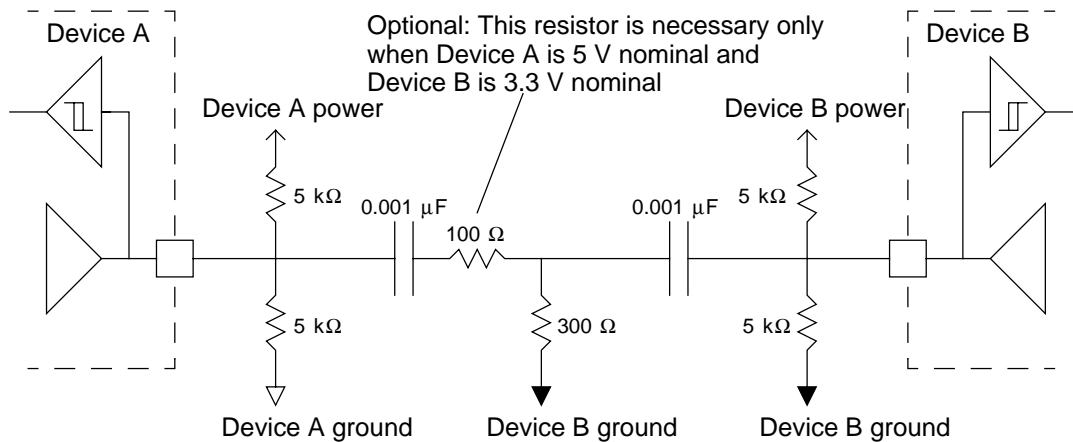 Device A
Optional: This resistor is necessary only
when Device A is 5 V nominal and
Device B is 3.3 V nominal
Device B
Device A power
Device B power
5 kΩ
5 kΩ
0.001 μF
0.001 μF
100 Ω
5 kΩ
300 Ω
5 kΩ
Device A ground
Device B ground
Device B ground